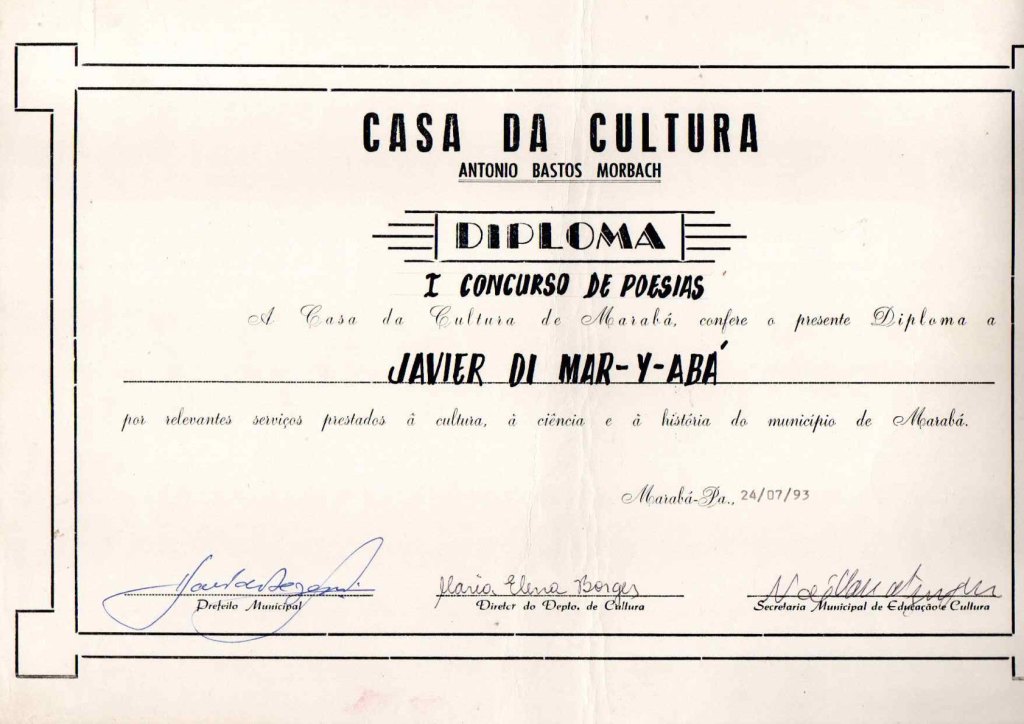 CASA DA CULTURA
ANTONIO BASTOS MORBACH
DIPLOMA
I CONCURSO DE POESIAS
A Casa da Cultura de Marabá, confere o presente Diploma a
JAVIER DI MAR-Y-ABÁ
por relevantes serviços prestados â cultura, à ciência e à história do município de Marabá.
Marabá-Pa., 24/07/93
Maria Elena Borges
Prefeito Municipal
Diretor do Depto. de Cultura
Secretaria Municipal de Educação e Cultura